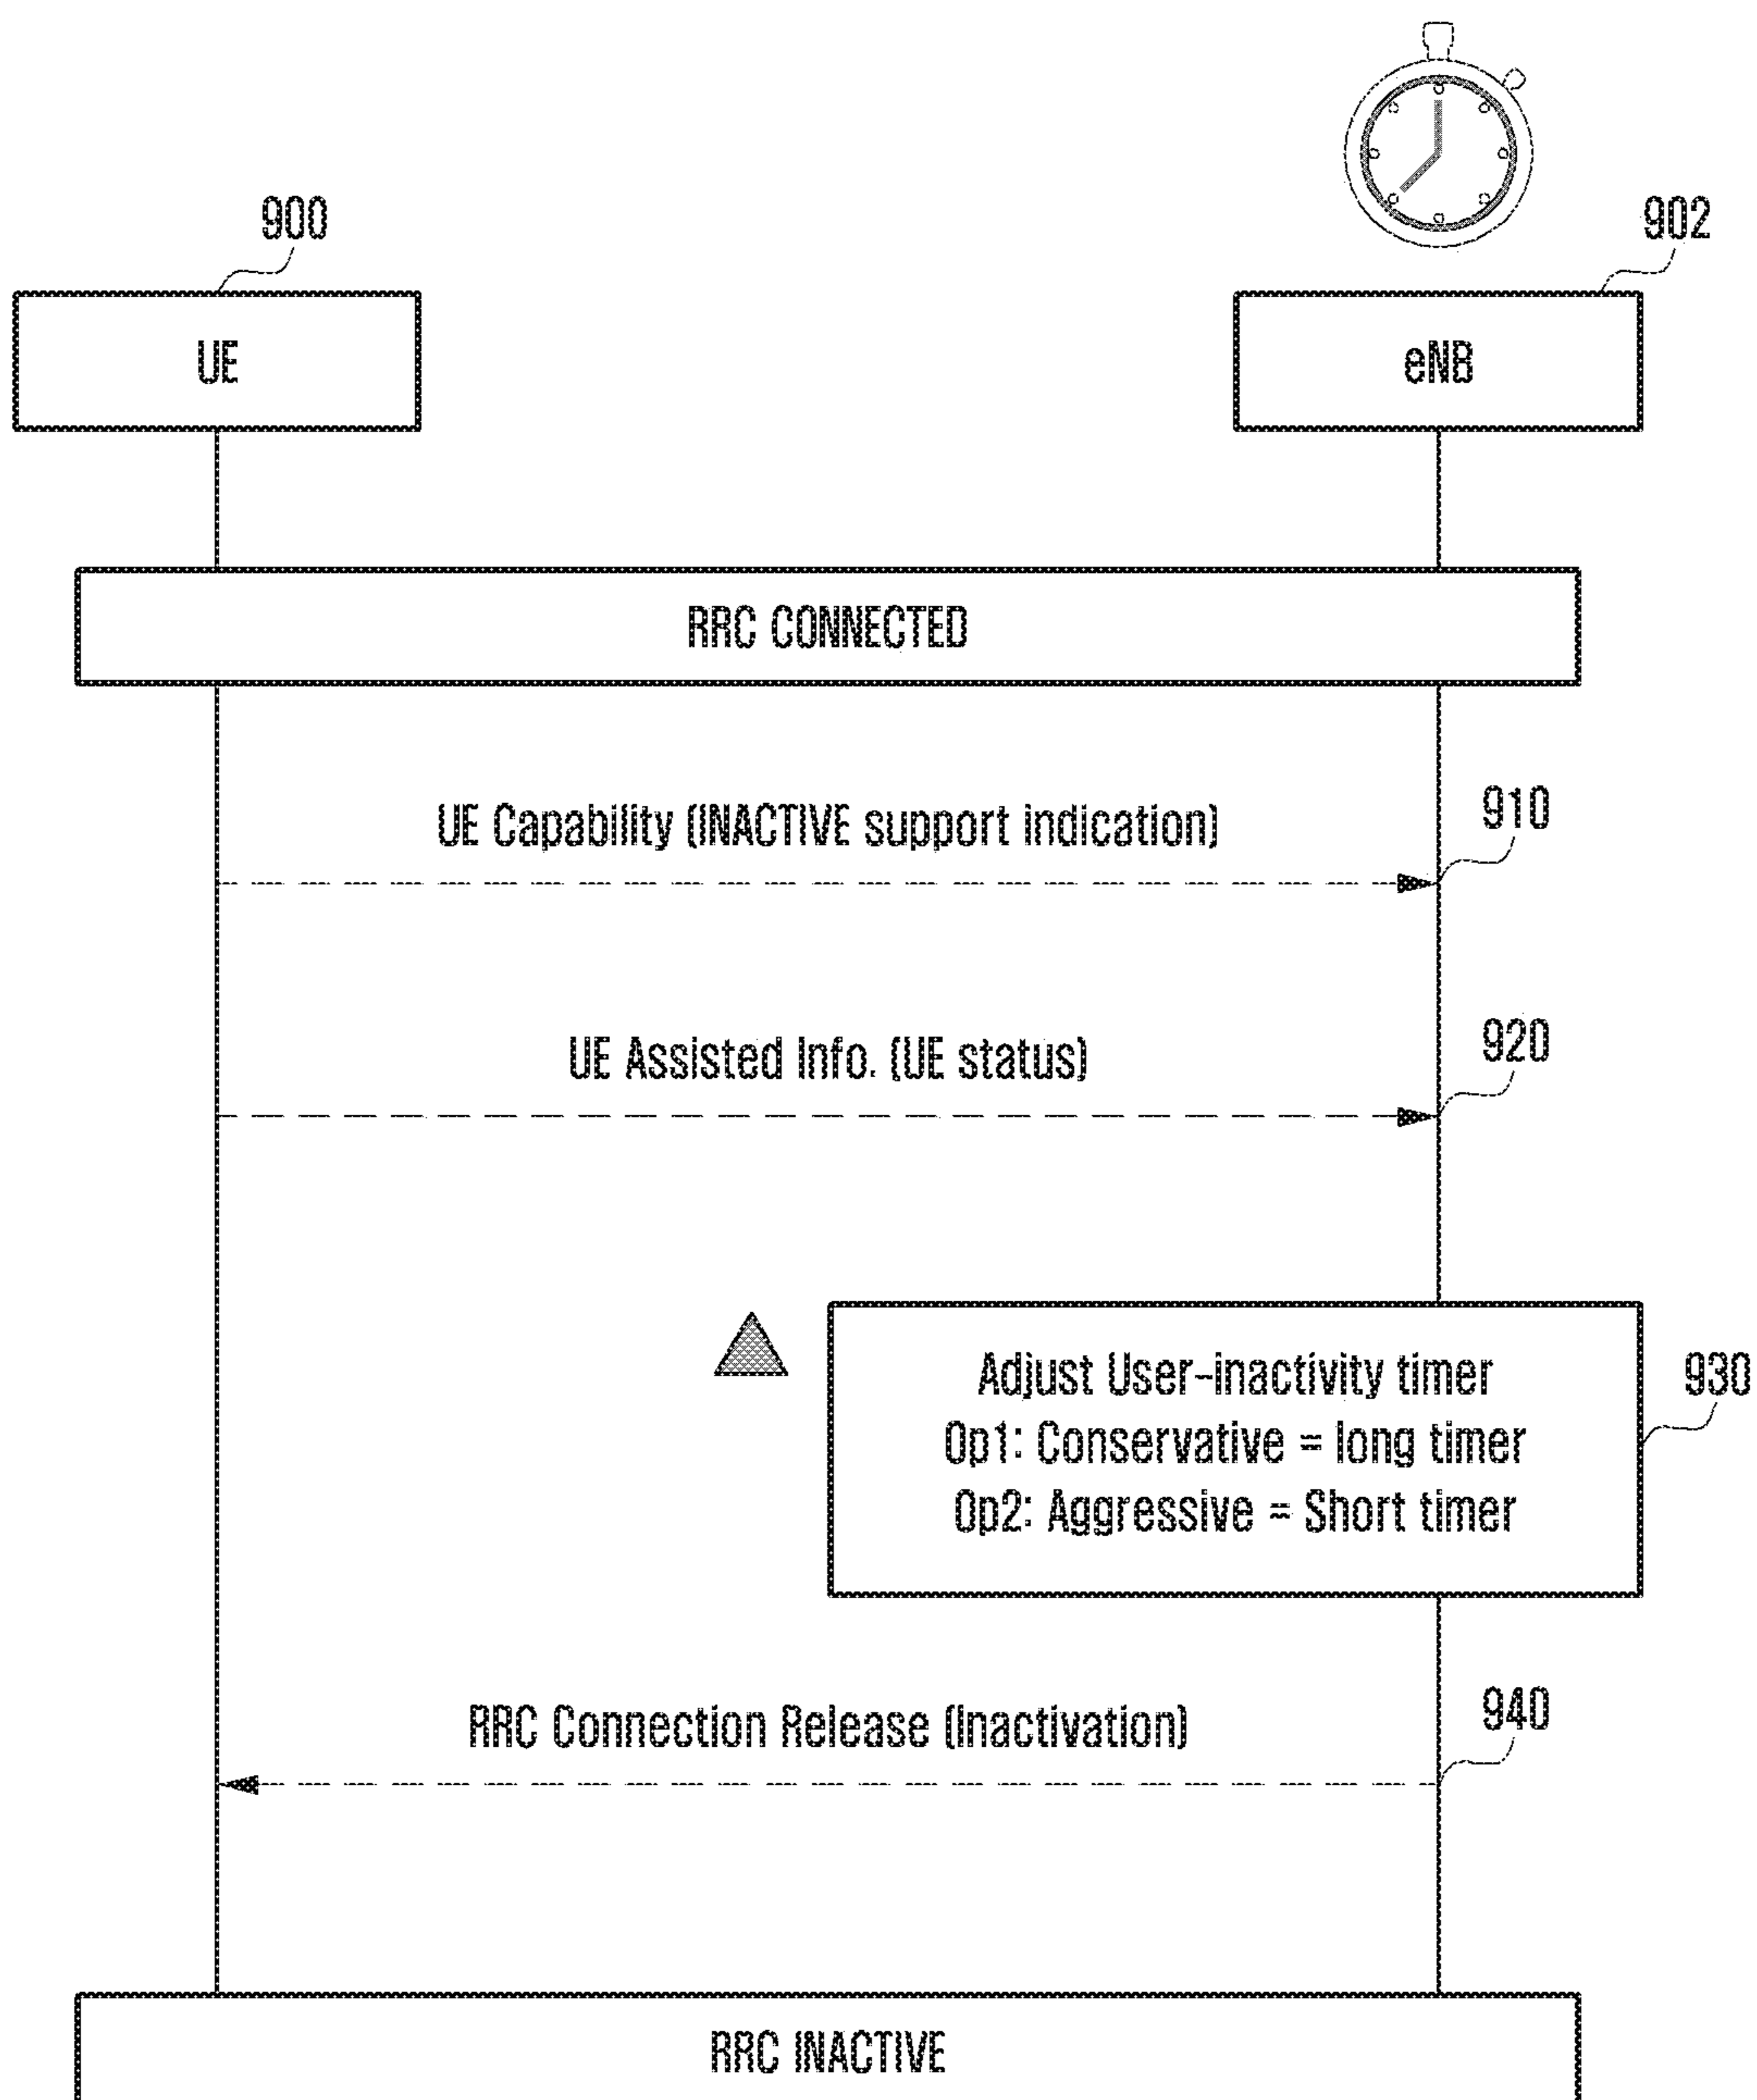 900
902
UE
eNB
RRC CONNECTED
UE Capability (INACTIVE support indication)
910
UE Assisted Info. (UE status)
920
Adjust User-inactivity timer
Op1: Conservative = long timer
Op2: Aggressive = Short timer
930
RRC Connection Release (Inactivation)
940
RRC INACTIVE